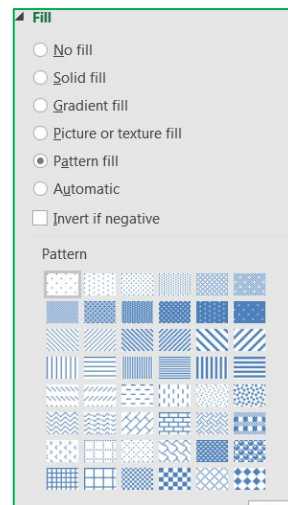 Fill
No fill
Solid fill
Gradient fill
Picture or texture fill
Pattern fill
Automatic
Invert if negative
Pattern